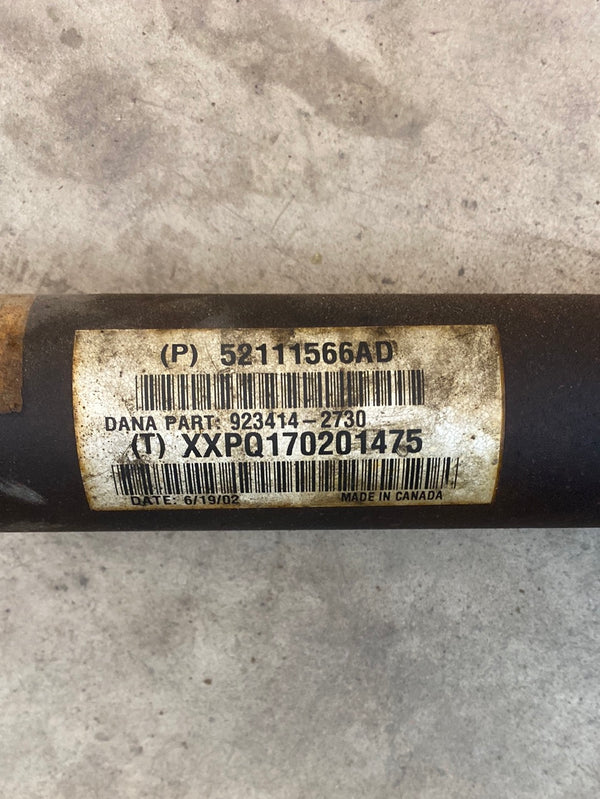 (P) 52111566AD
DANA PART: 923414-2730
(T) XXPQ170201475
DATE: 6/19/02 MADE IN CANADA